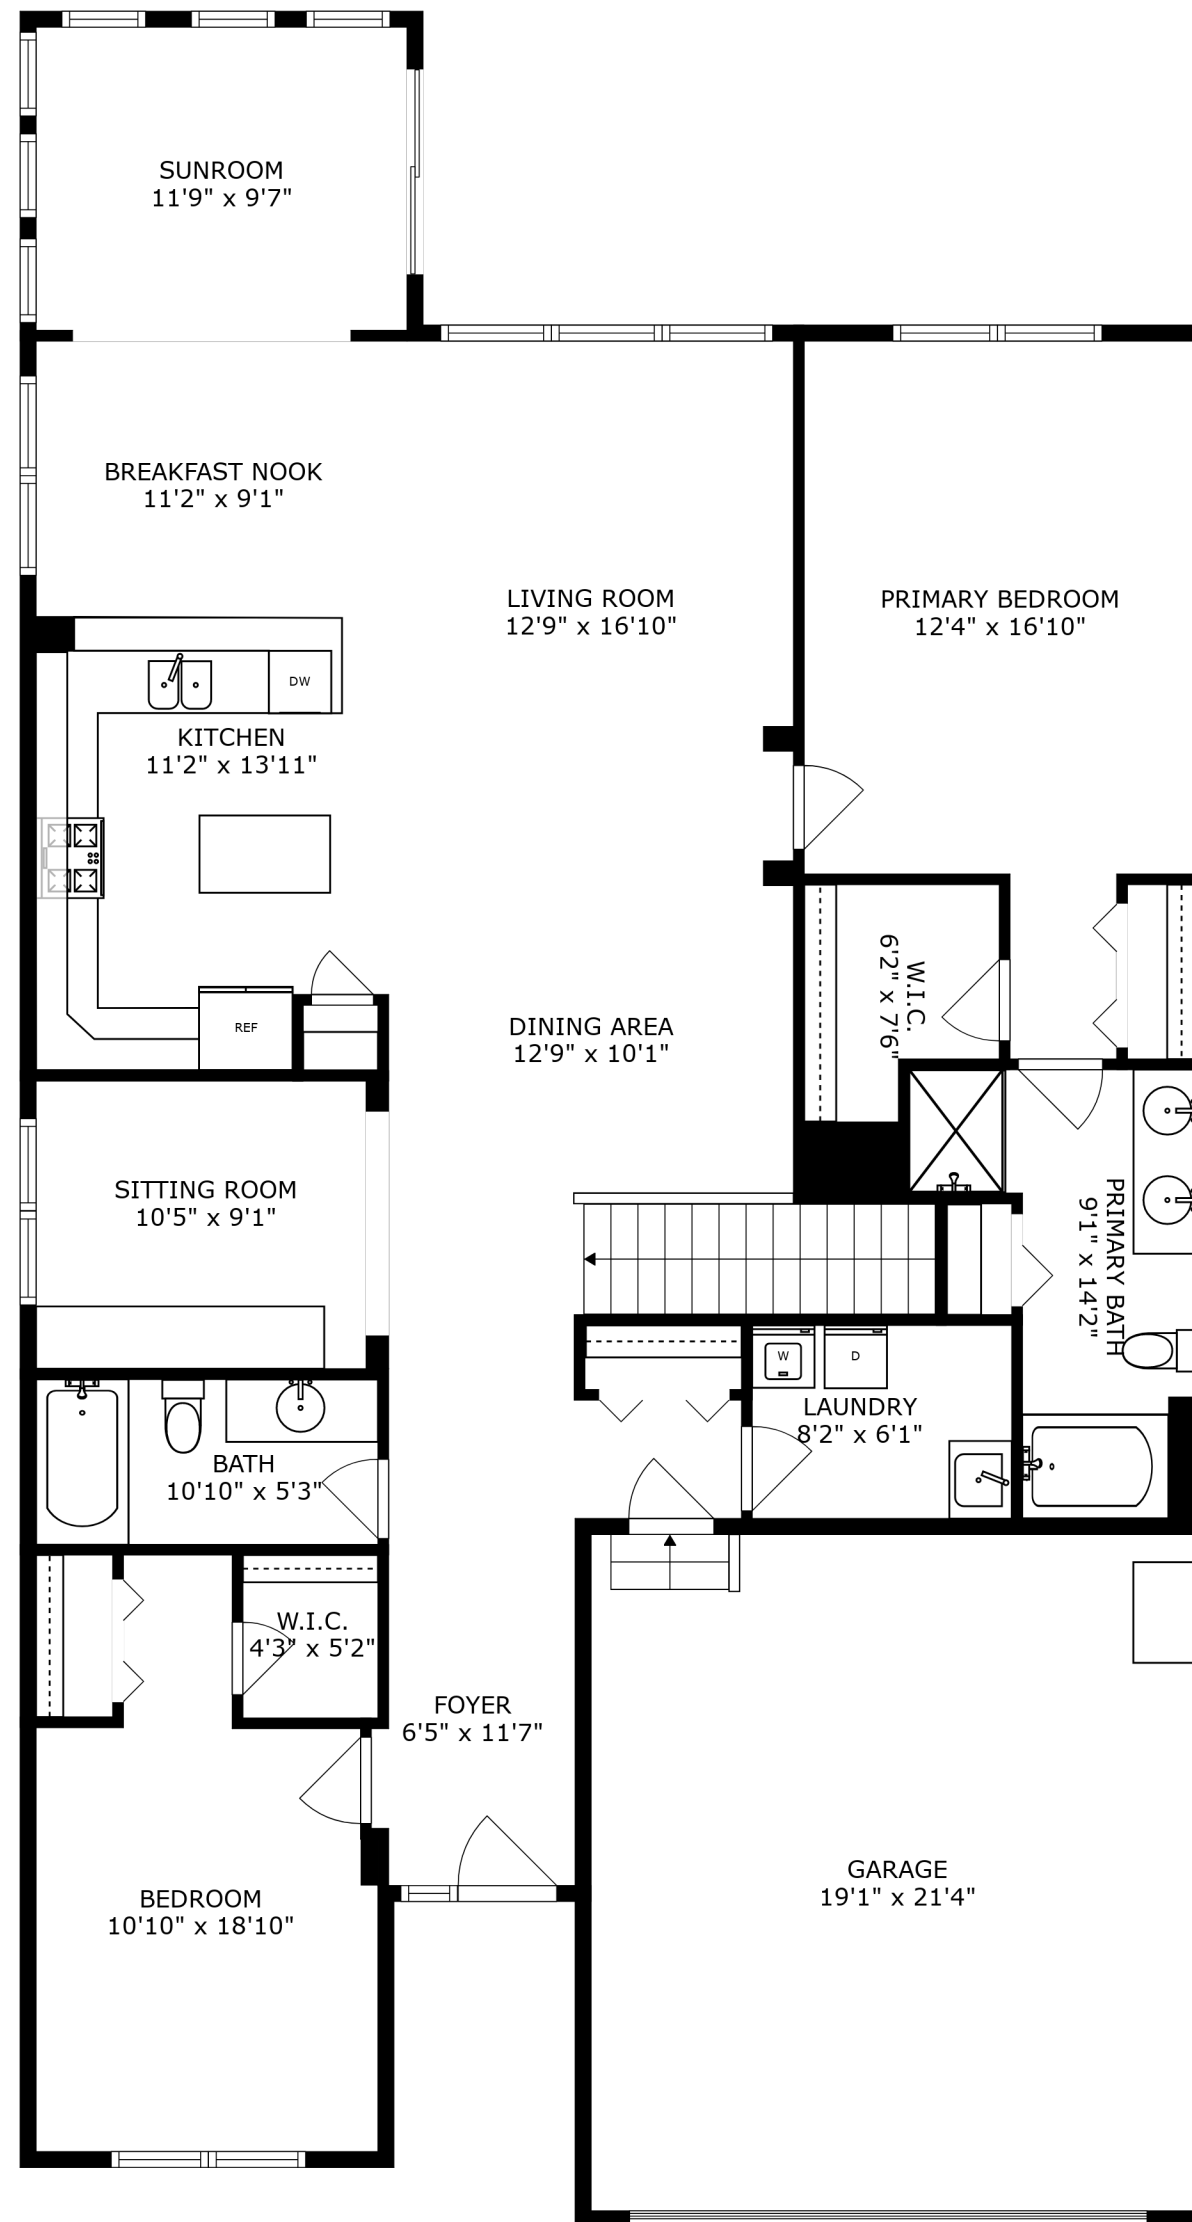 SUNROOM
11'9" x 9'7"
BREAKFAST NOOK
11'2" x 9'1"
LIVING ROOM
12'9" x 16'10"
PRIMARY BEDROOM
12'4" x 16'10"
DW
KITCHEN
11'2" x 13'11"
W.I.C.
6'2" x 7'6"
REF
DINING AREA
12'9" x 10'1"
SITTING ROOM
10'5" x 9'1"
PRIMARY BATH
9'1" x 14'2"
W
D
LAUNDRY
8'2" x 6'1"
BATH
10'10" x 5'3"
W.I.C.
4'3" x 5'2"
FOYER
6'5" x 11'7"
GARAGE
19'1" x 21'4"
BEDROOM
10'10" x 18'10"